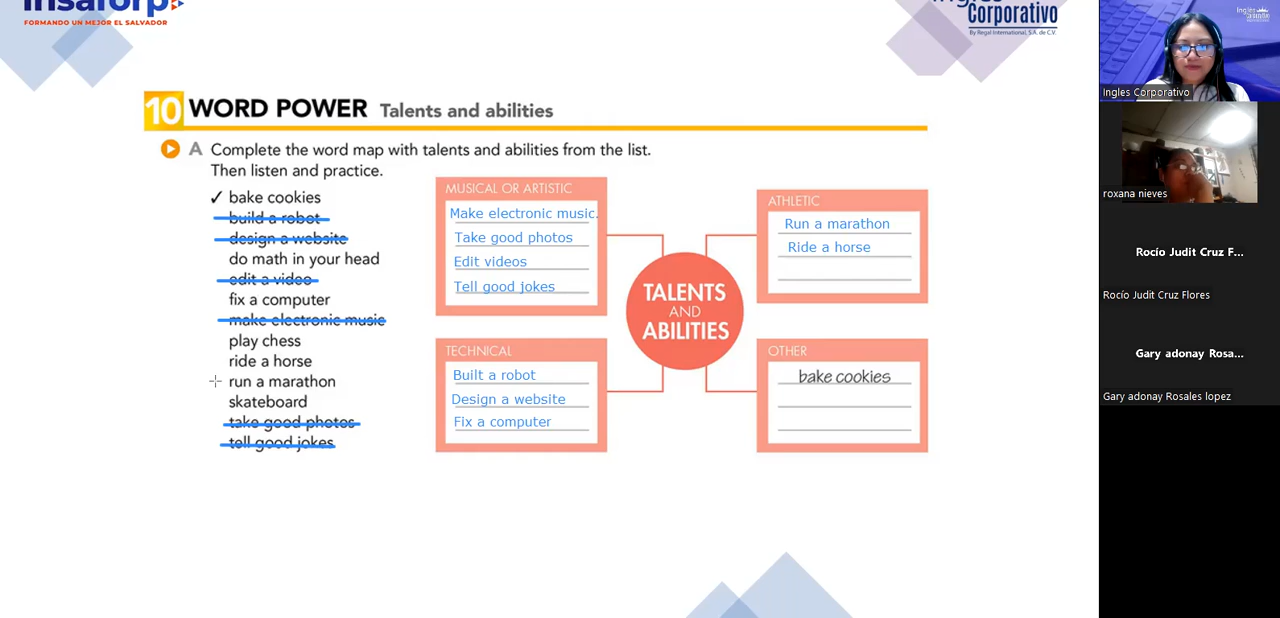 insaforp
FORMANDO UN MEJOR EL SALVADOR
Corporativo
By Regal International, S.A. de C.V.
10 WORD POWER Talents and abilities
A Complete the word map with talents and abilities from the list.
Then listen and practice.
✓ bake cookies
build a robot
design a website
do math in your head
edit a video
fix a computer
make electronic music
play chess
ride a horse
run a marathon
skateboard
take good photos
tell good jokes
MUSICAL OR ARTISTIC
Make electronic music.
Take good photos
Edit videos
Tell good jokes
TECHNICAL
Built a robot
Design a website
Fix a computer
TALENTS
AND
ABILITIES
ATHLETIC
Run a marathon
Ride a horse
OTHER
bake cookies
Ingles Corporativo
roxana nieves
Rocío Judit Cruz F...
Rocío Judit Cruz Flores
Gary adonay Rosa...
Gary adonay Rosales lopez